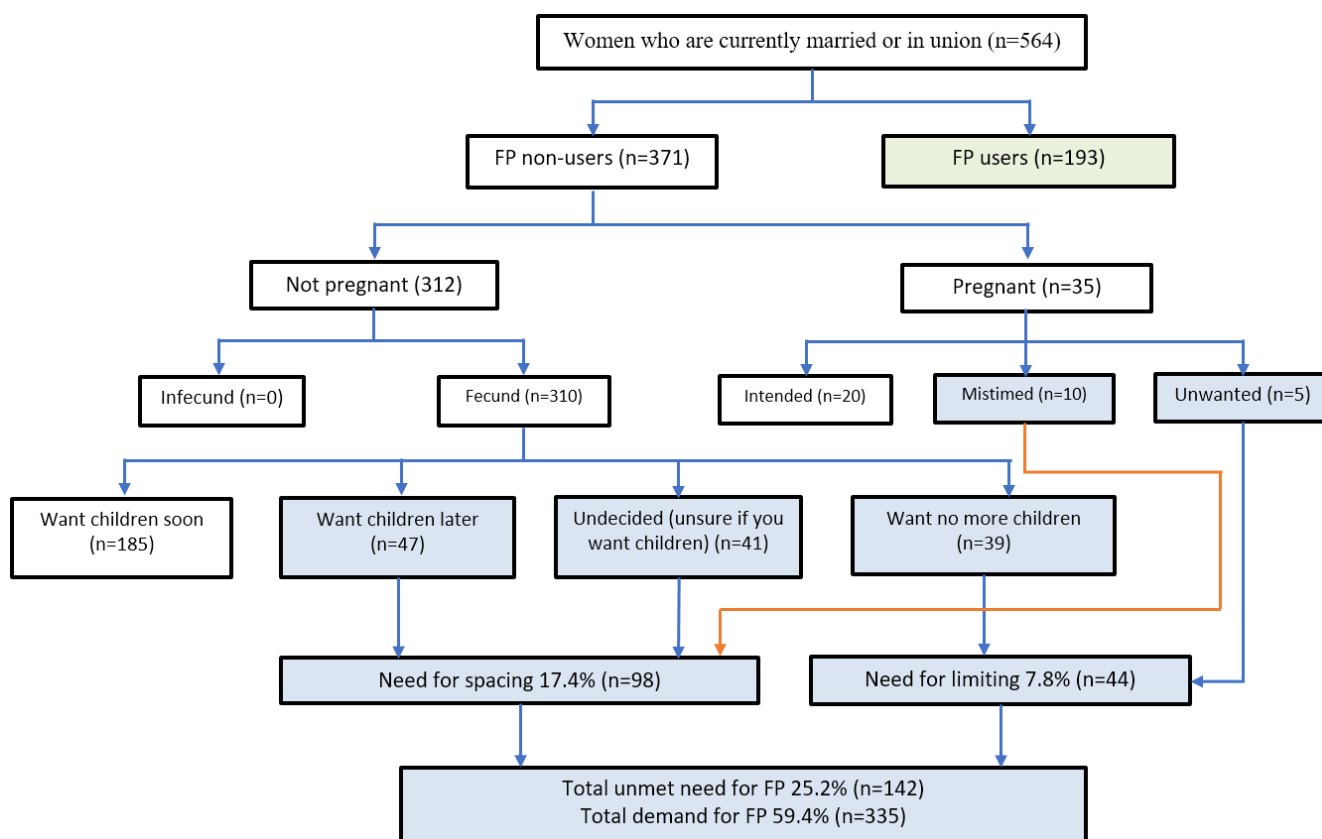 Women who are currently married or in union (n=564)
FP non-users (n=371)
FP users (n=193)
Not pregnant (312)
Pregnant (n=35)
Infecund (n=0)
Fecund (n=310)
Intended (n=20)
Mistimed (n=10)
Unwanted (n=5)
Want children soon
(n=185)
Want children later
(n=47)
Undecided (unsure if you
want children) (n=41)
Want no more children
(n=39)
Need for spacing 17.4% (n=98)
Need for limiting 7.8% (n=44)
Total unmet need for FP 25.2% (n=142)
Total demand for FP 59.4% (n=335)